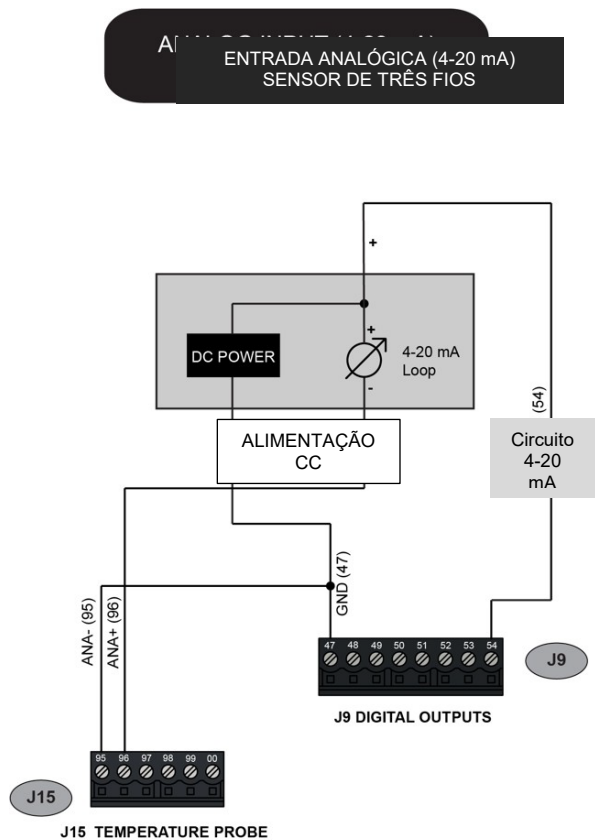 ENTRADA ANALÓGICA (4-20 mA)
SENSOR DE TRÊS FIOS
+
DC POWER
+
4-20 mA
Loop
-
(54)
ALIMENTAÇÃO
CC
Circuito
4-20
mA
ANA- (95)
ANA+ (96)
GND (47)
47 48 49 50 51 52 53 54
J9
J9 DIGITAL OUTPUTS
95 96 97 98 99 00
J15
J15 TEMPERATURE PROBE